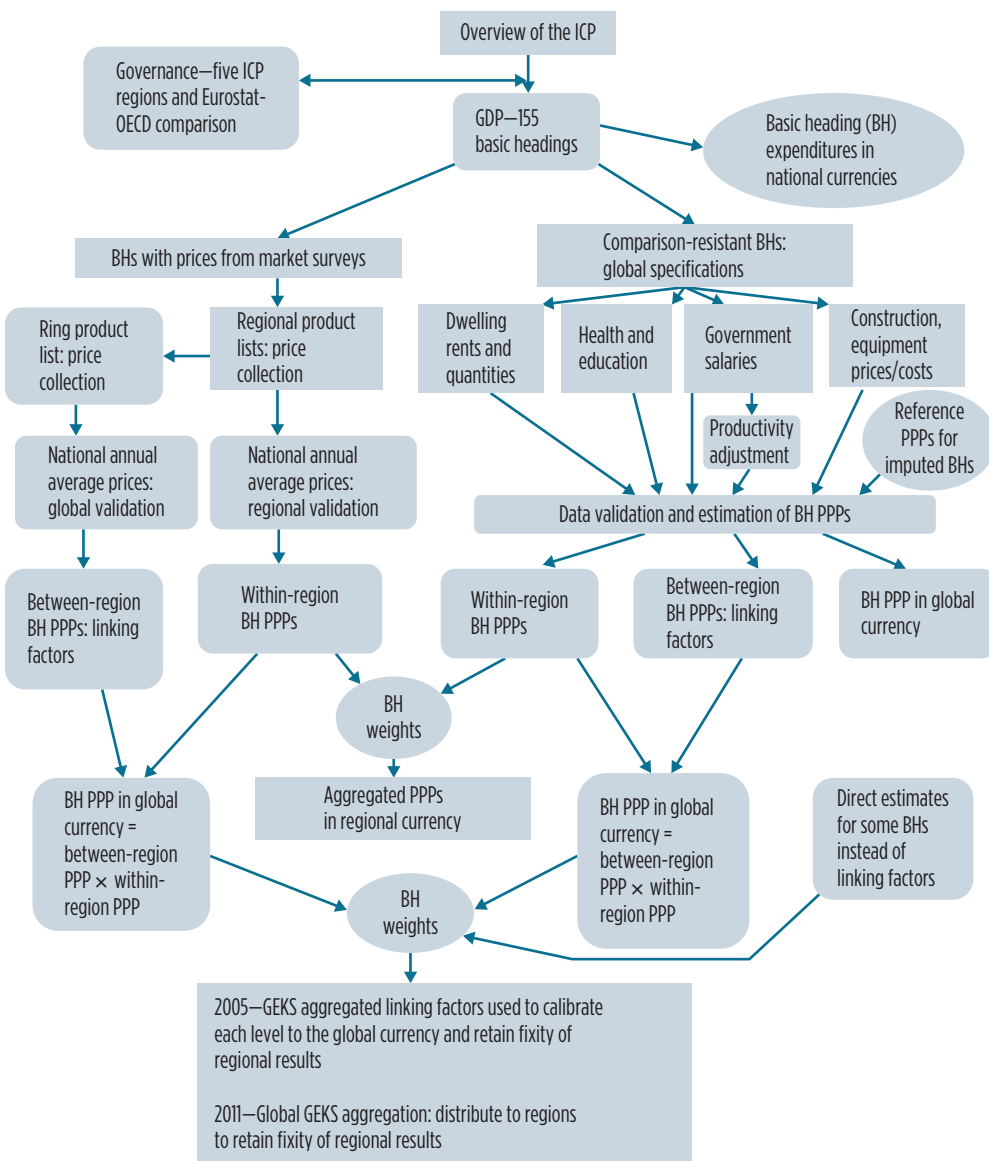 Overview of the ICP
Governance—five ICP
regions and Eurostat-
OECD comparison
GDP—155
basic headings
Basic heading (BH)
expenditures in
national currencies
BHs with prices from market surveys
Comparison-resistant BHs:
global specifications
Ring product
list: price
collection
Regional product
lists: price
collection
Dwelling
rents and
quantities
Health and
education
Government
salaries
Construction,
equipment
prices/costs
Productivity
adjustment
Reference
PPPs for
imputed BHs
National annual
average prices:
global validation
National annual
average prices:
regional validation
Data validation and estimation of BH PPPs
Between-region
BH PPPs: linking
factors
Within-region
BH PPPs
Within-region
BH PPPs
Between-region
BH PPPs: linking
factors
BH PPP in global
currency
BH
weights
Aggregated PPPs
in regional currency
BH PPP in global
currency =
between-region
PPP × within-
region PPP
BH PPP in global
currency =
between-region
PPP × within-
region PPP
Direct estimates
for some BHs
instead of
linking factors
BH
weights
2005—GEKS aggregated linking factors used to calibrate
each level to the global currency and retain fixity of
regional results
2011—Global GEKS aggregation: distribute to regions
to retain fixity of regional results